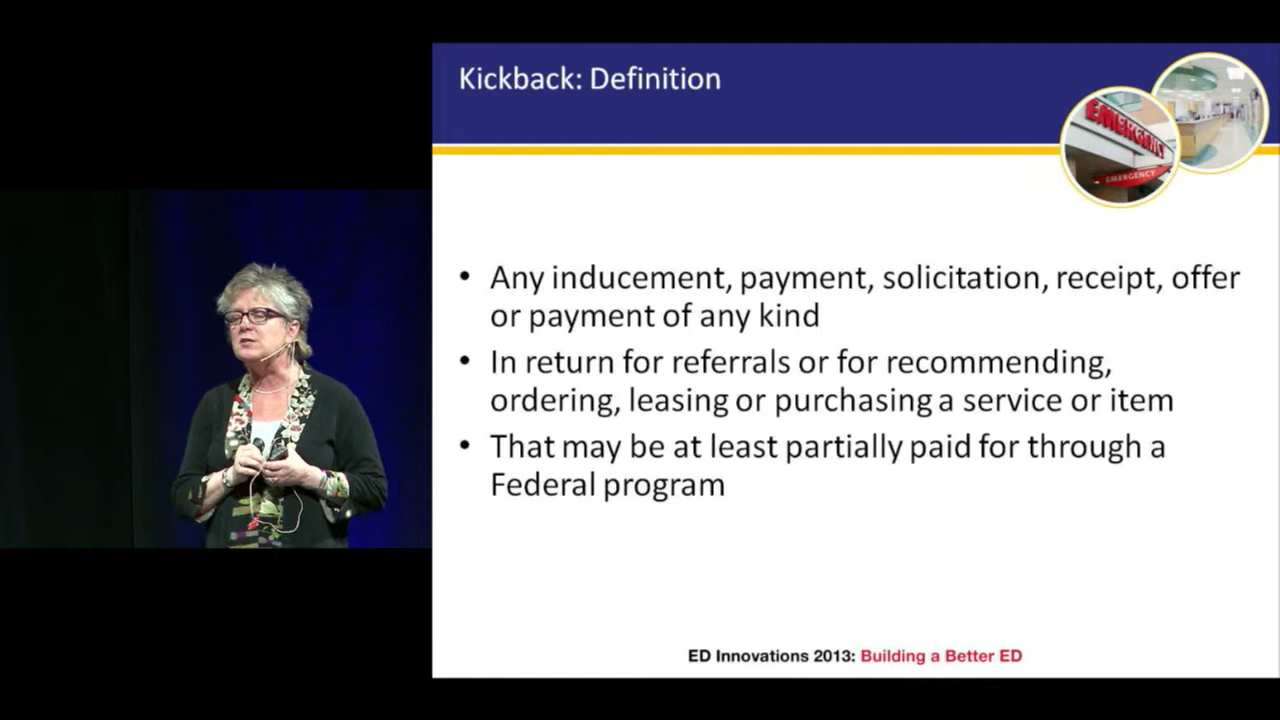 Kickback: Definition
EMERGENCY
EMERGENCY
• Any inducement, payment, solicitation, receipt, offer
or payment of any kind
• In return for referrals or for recommending,
ordering, leasing or purchasing a service or item
• That may be at least partially paid for through a
Federal program
ED Innovations 2013: Building a Better ED